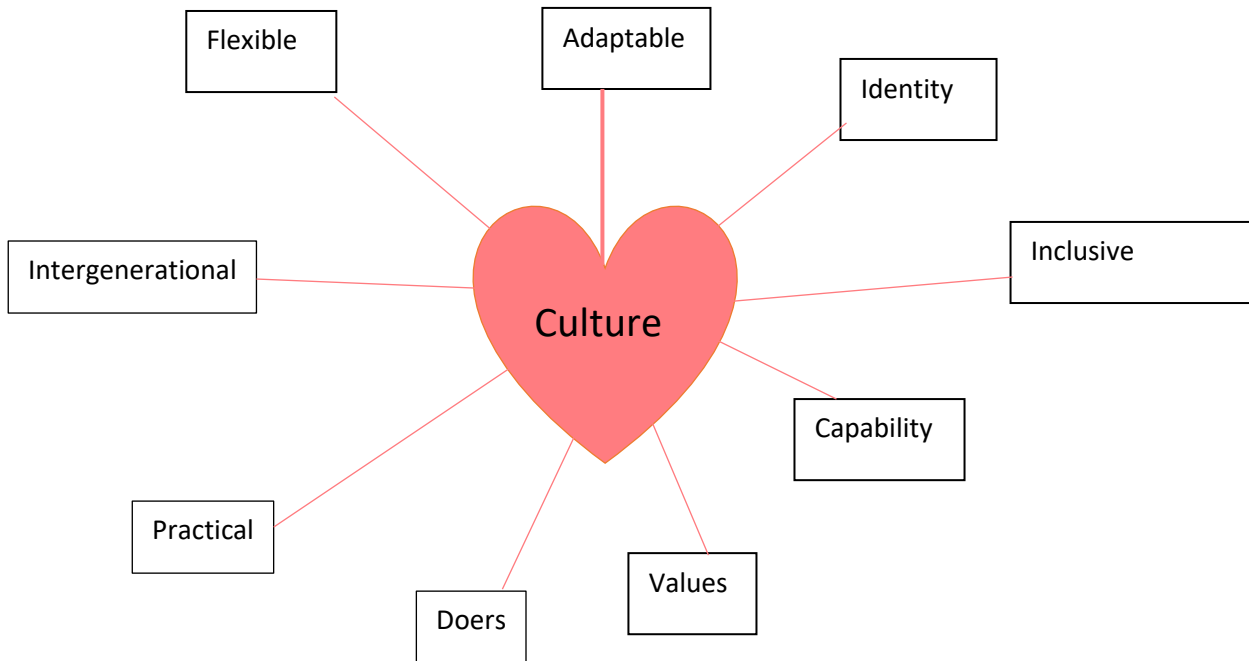 Flexible
Adaptable
Identity
Intergenerational
Inclusive
Culture
Capability
Practical
Values
Doers